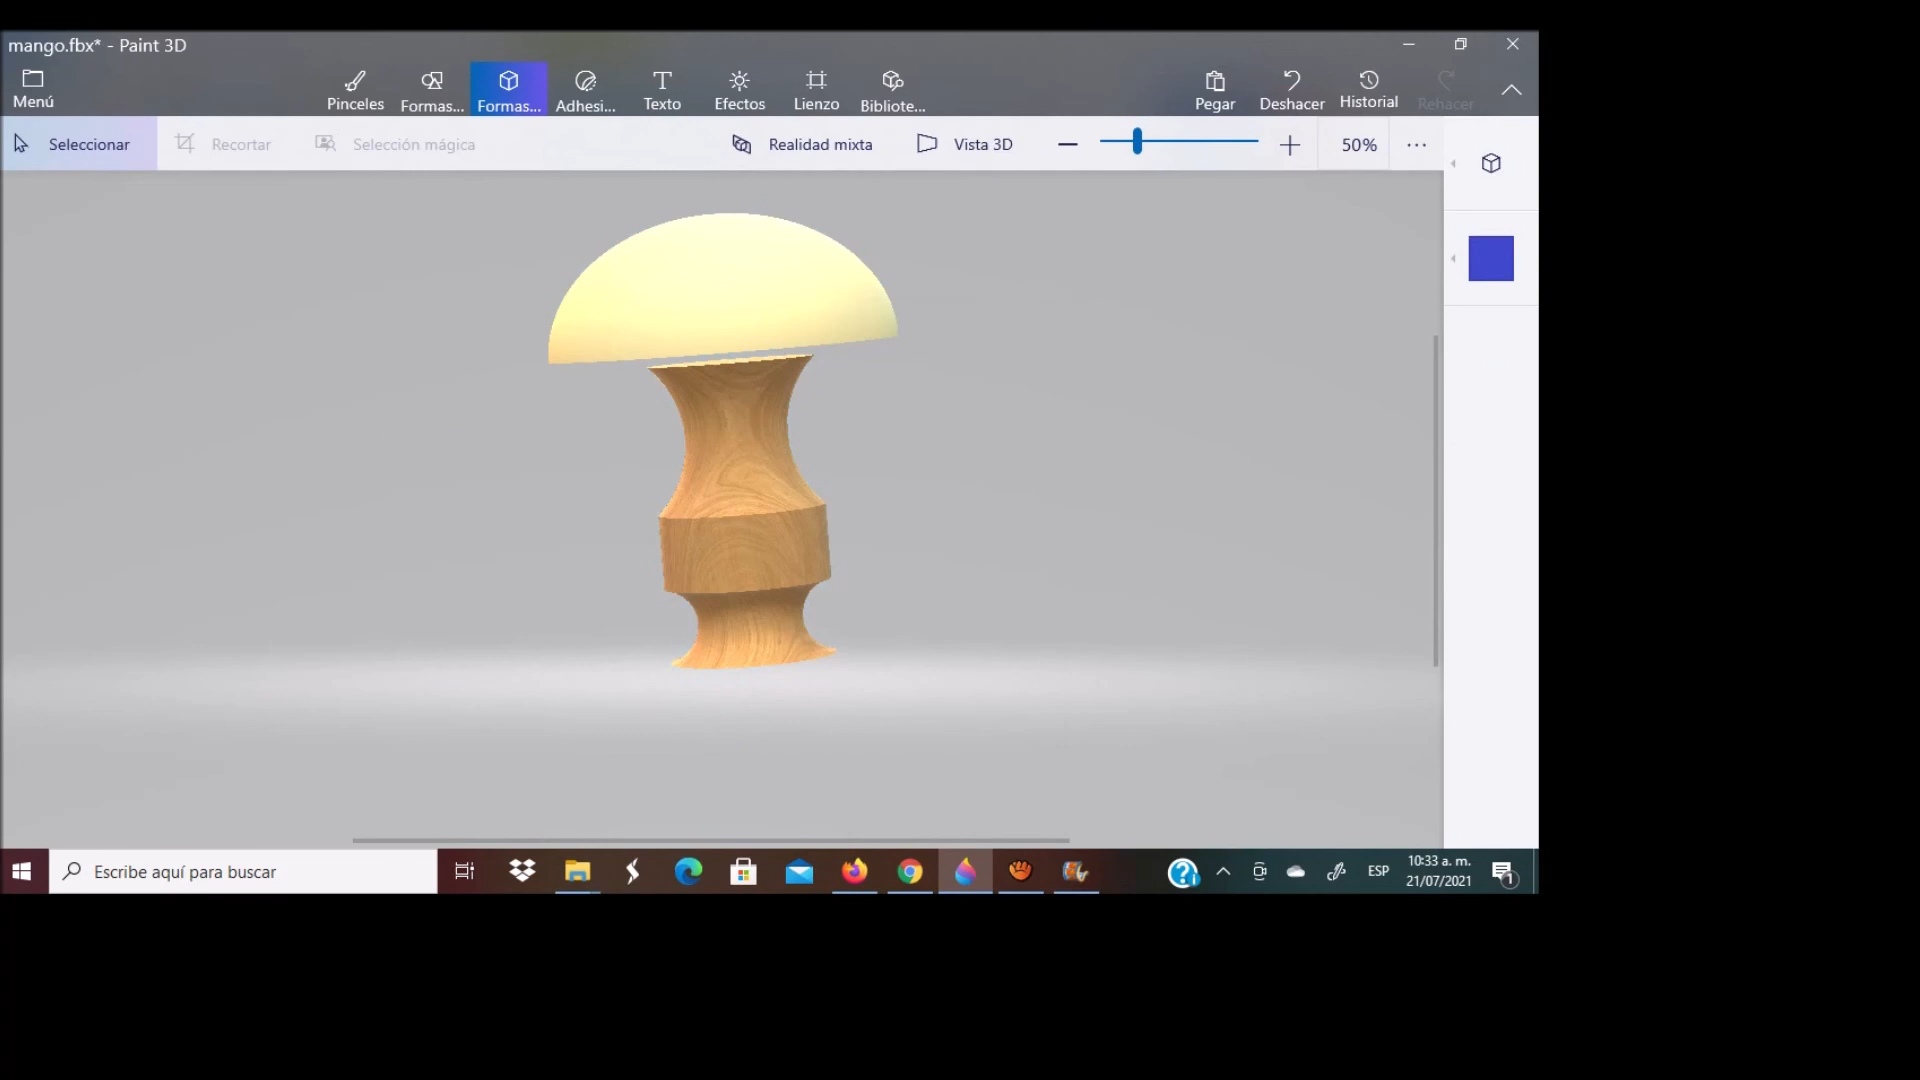 mango.fbx* - Paint 3D
Menú
Pinceles
Formas...
Formas...
Adhesi...
Texto
Efectos
Lienzo
Bibliote...
Pegar
Deshacer
Historial
Rehacer
Seleccionar
Recortar
Selección mágica
Realidad mixta
Vista 3D
50%
Escribe aquí para buscar
ESP
10:33 a. m.
21/07/2021
1